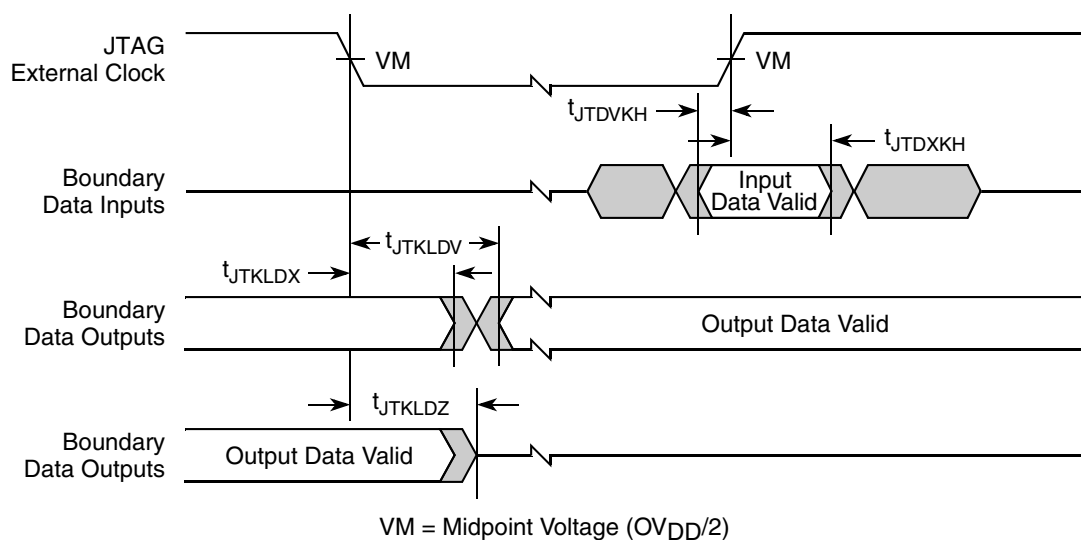 JTAG
External Clock
VM
VM
tJTDVKH
tJTDXKH
Boundary
Data Inputs
Input
Data Valid
tJTKLDV
tJTKLDX
Boundary
Data Outputs
Output Data Valid
tJTKLDZ
Boundary
Data Outputs
Output Data Valid
VM = Midpoint Voltage (OVDD/2)